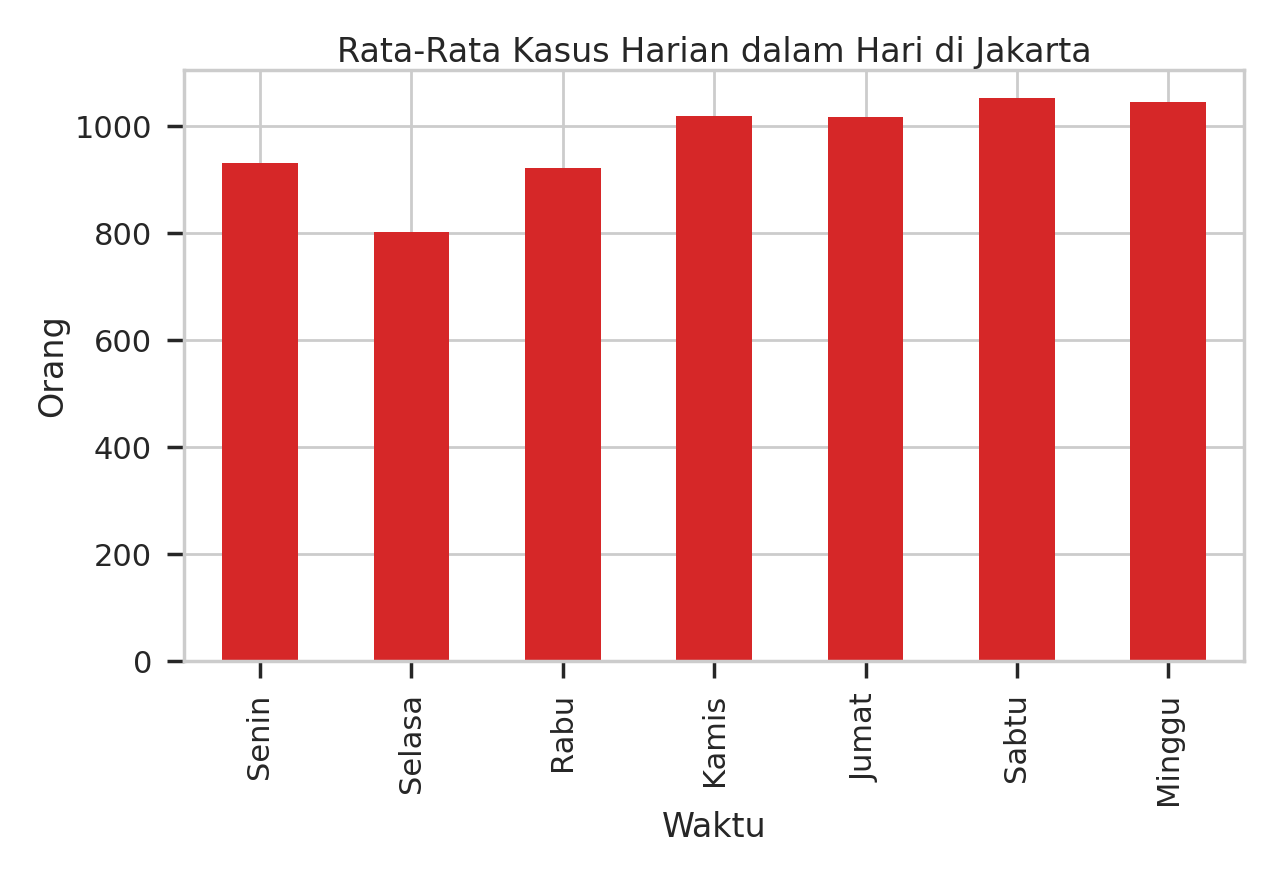 Rata-Rata Kasus Harian dalam Hari di Jakarta
Orang
1000
800
600
400
200
0
Senin
Selasa
Rabu
Kamis
Jumat
Sabtu
Minggu
Waktu